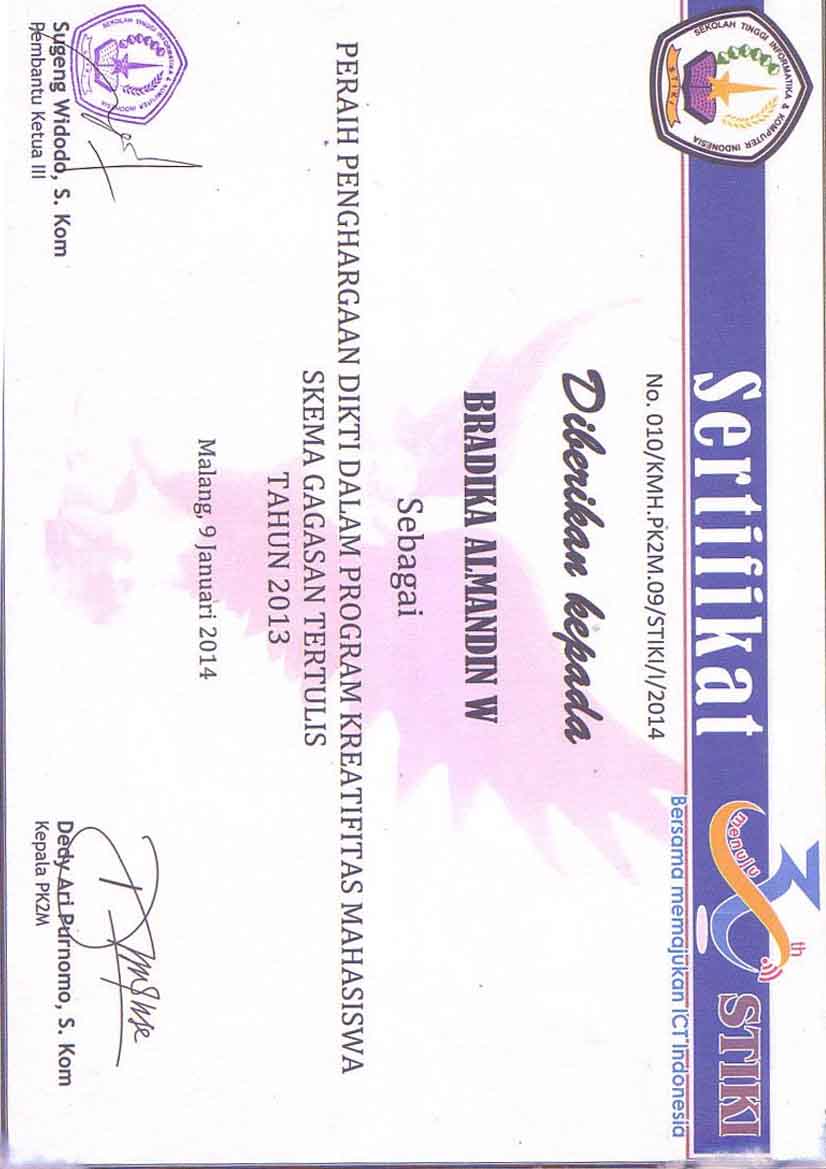 SEKOLAH TINGGI INFORMATIKA & KOMPUTER INDONESIA
STIKI
Sertifikat
Menuju 30 th
STIKI
Bersama memajukan ICT Indonesia
No. 010/KMH.PK2M.09/STIKI/I/2014
Diberikan kepada
BRADIKA ALMANDIN W
Sebagai
PERAIH PENGHARGAAN DIKTI DALAM PROGRAM KREATIFITAS MAHASISWA
SKEMA GAGASAN TERTULIS
TAHUN 2013
Malang, 9 Januari 2014
SEKOLAH TINGGI INFORMATIKA & KOMPUTER INDONESIA
STIKI
Sugeng Widodo, S. Kom
Pembantu Ketua III
Dedy Ari Purnomo, S. Kom
Kepala PK2M